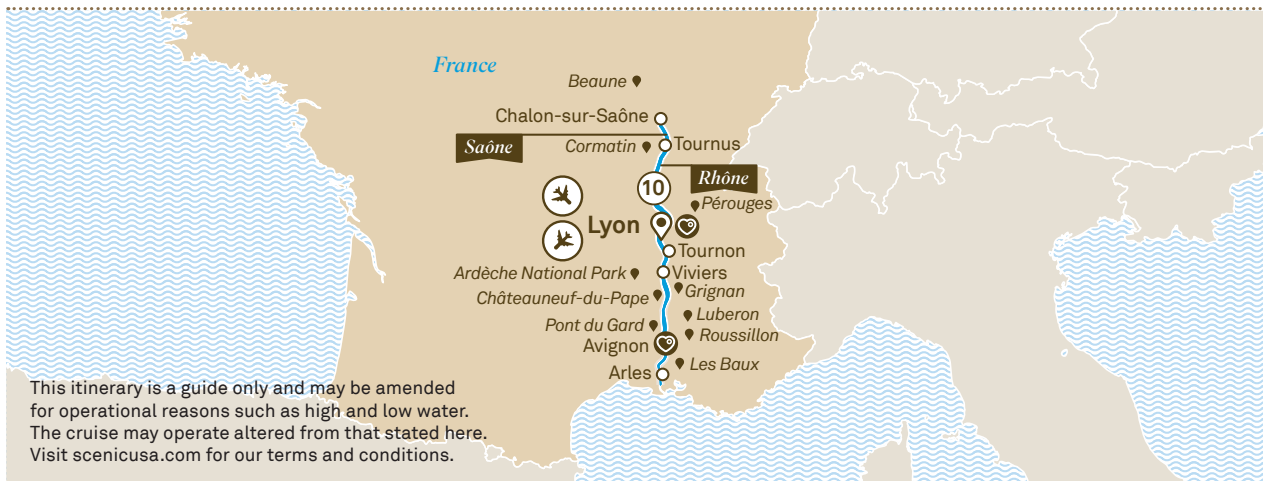 France
Beaune
Chalon-sur-Saône
Saône
Cormatin
Tournus
Rhône
10
Pérouges
Lyon
Tournon
Ardèche National Park
Viviers
Grignan
Châteauneuf-du-Pape
Luberon
Pont du Gard
Roussillon
Avignon
Les Baux
Arles
This itinerary is a guide only and may be amended
for operational reasons such as high and low water.
The cruise may operate altered from that stated here.
Visit scenicusa.com for our terms and conditions.